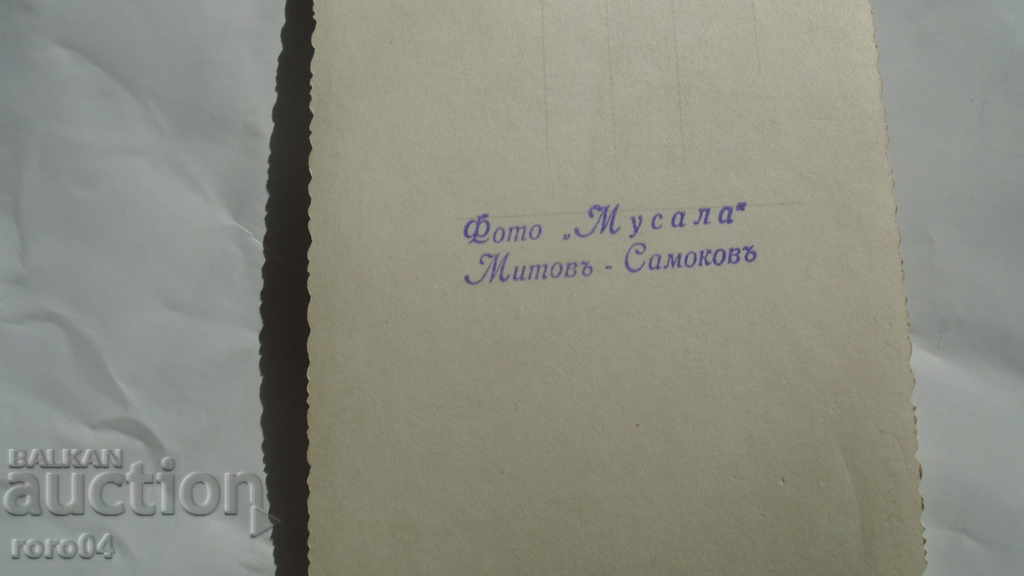 Фото „Мусала“
Митовъ - Самоковъ
BALKAN
auction
roro04